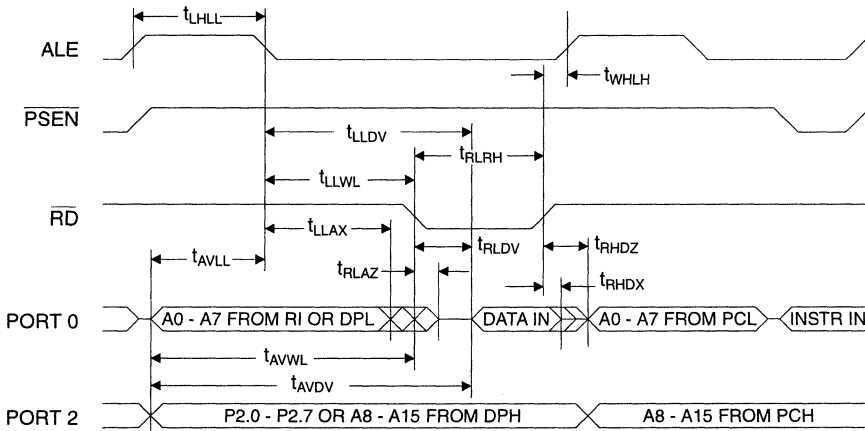 tLHLL
ALE
tWHLH
PSEN
tLLDV
tRLRH
tLLWL
RD
tLLAX
tRLDV
tRHDZ
tAVLL
tRLAZ
tRHDX
PORT 0
A0 - A7 FROM RI OR DPL
DATA IN
A0 - A7 FROM PCL
INSTR IN
tAVWL
tAVDV
PORT 2
P2.0 - P2.7 OR A8 - A15 FROM DPH
A8 - A15 FROM PCH